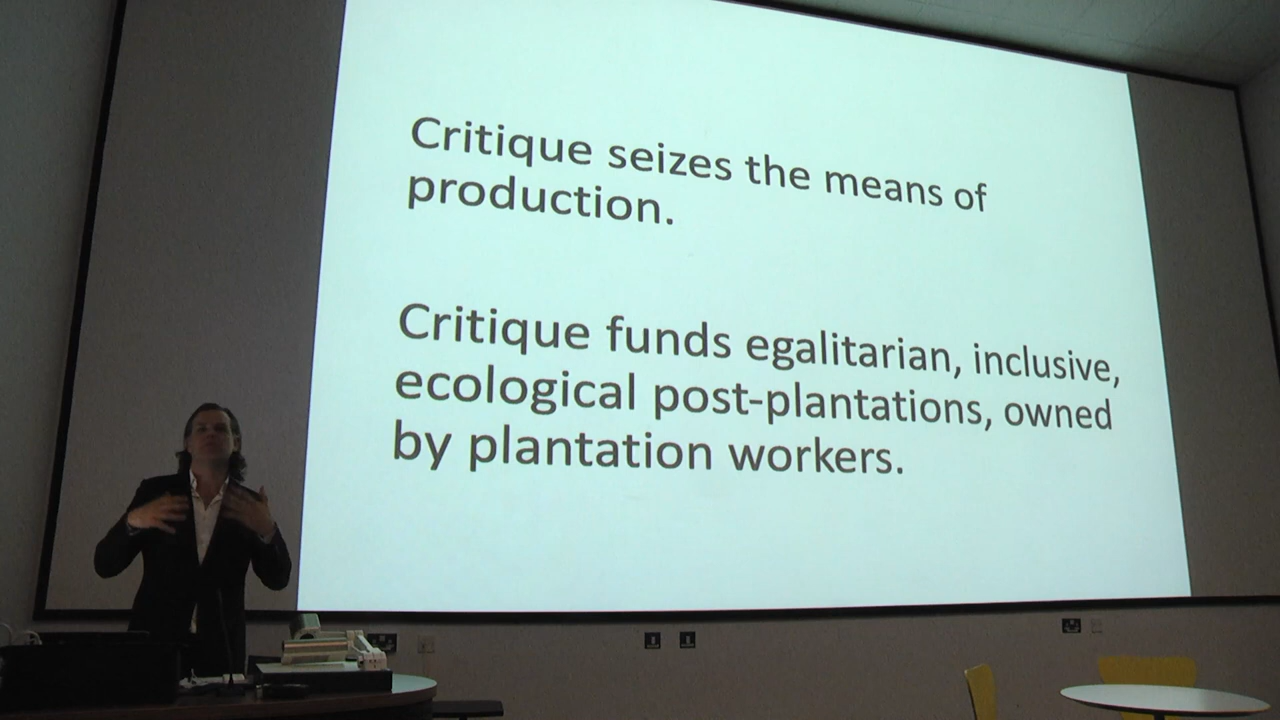 Critique seizes the means of
production.
Critique funds egalitarian, inclusive,
ecological post-plantations, owned
by plantation workers.